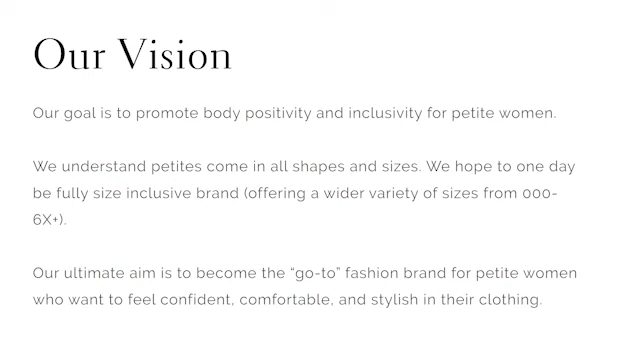 Our Vision
Our goal is to promote body positivity and inclusivity for petite women.
We understand petites come in all shapes and sizes. We hope to one day
be fully size inclusive brand (offering a wider variety of sizes from 000-
6X+).
Our ultimate aim is to become the “go-to” fashion brand for petite women
who want to feel confident, comfortable, and stylish in their clothing.